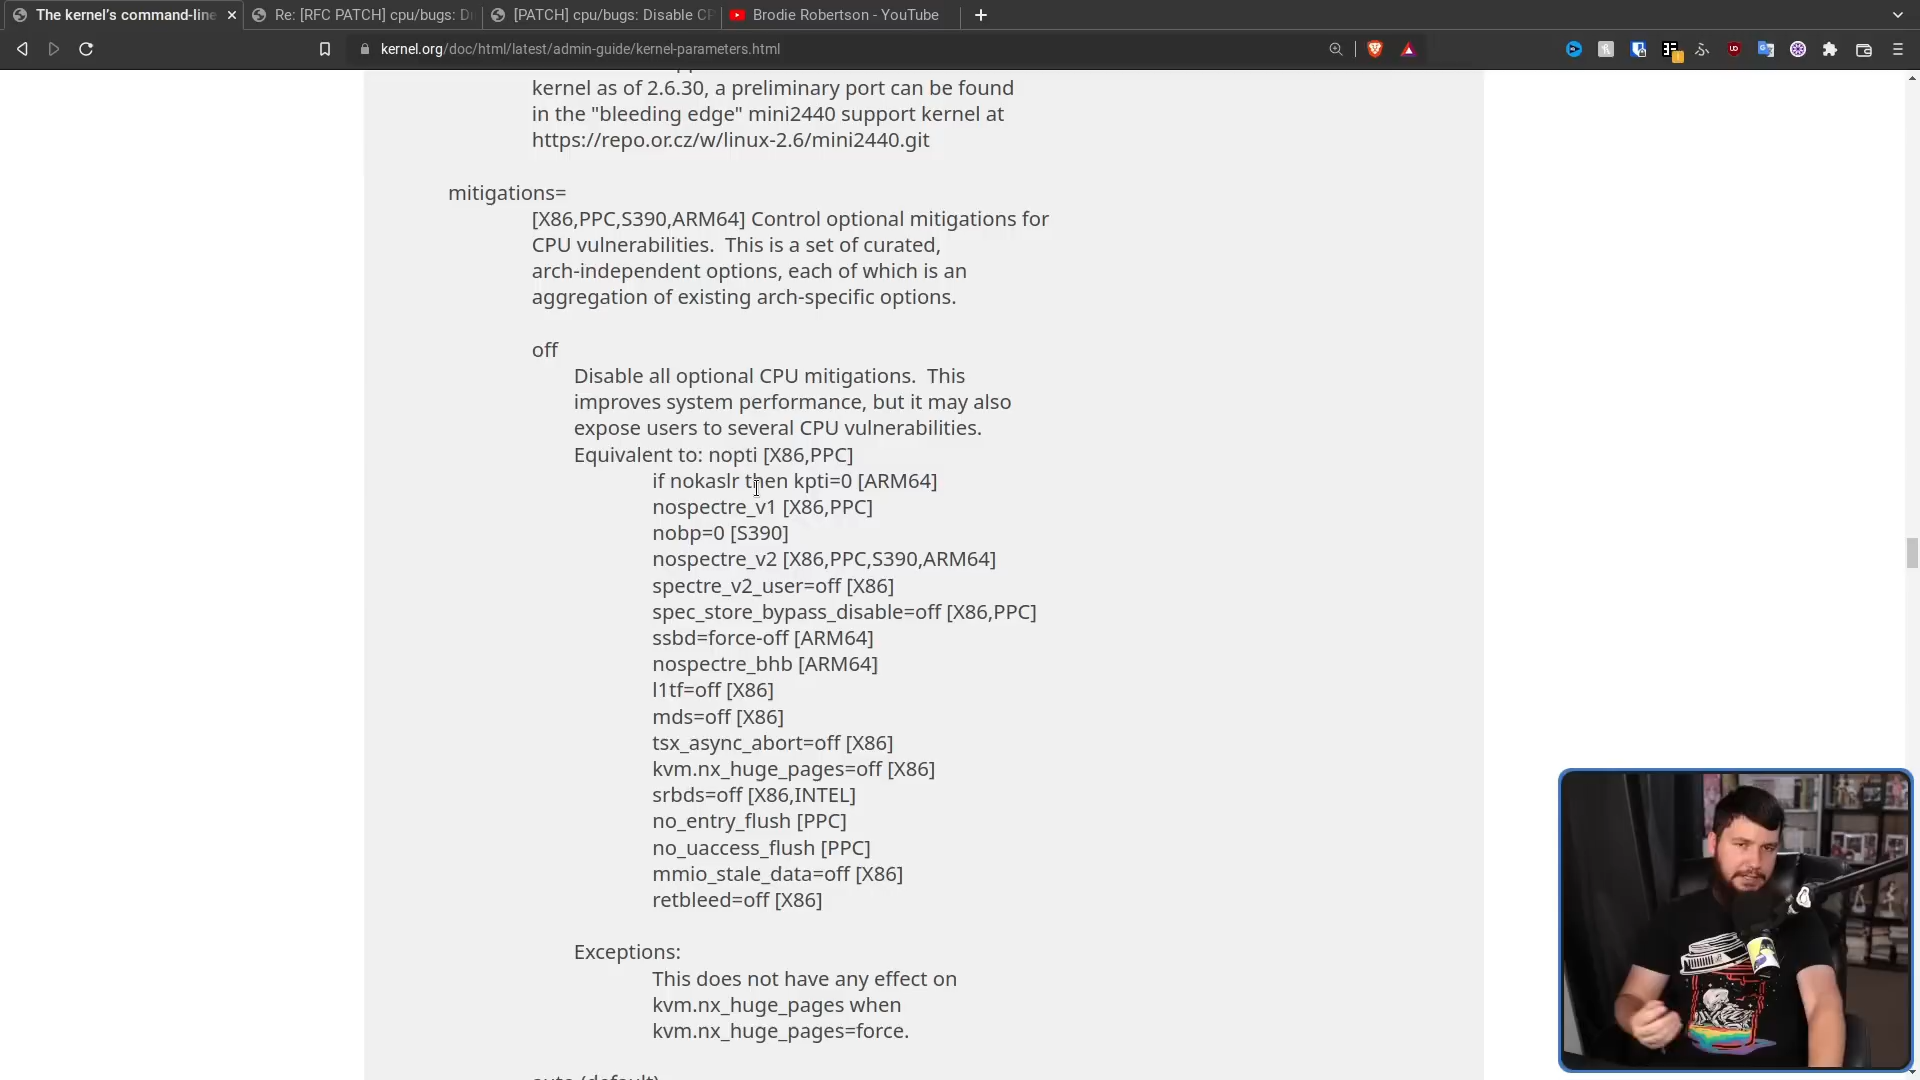 The kernel's command-line
Re: [RFC PATCH] cpu/bugs: D
[PATCH] cpu/bugs: Disable CP
Brodie Robertson - YouTube
kernel.org/doc/html/latest/admin-guide/kernel-parameters.html
kernel as of 2.6.30, a preliminary port can be found
in the "bleeding edge" mini2440 support kernel at
https://repo.or.cz/w/linux-2.6/mini2440.git
mitigations=
[X86,PPC,S390,ARM64] Control optional mitigations for
CPU vulnerabilities.  This is a set of curated,
arch-independent options, each of which is an
aggregation of existing arch-specific options.
off
Disable all optional CPU mitigations.  This
improves system performance, but it may also
expose users to several CPU vulnerabilities.
Equivalent to: nopti [X86,PPC]
if nokaslr then kpti=0 [ARM64]
nospectre_v1 [X86,PPC]
nobp=0 [S390]
nospectre_v2 [X86,PPC,S390,ARM64]
spectre_v2_user=off [X86]
spec_store_bypass_disable=off [X86,PPC]
ssbd=force-off [ARM64]
nospectre_bhb [ARM64]
l1tf=off [X86]
mds=off [X86]
tsx_async_abort=off [X86]
kvm.nx_huge_pages=off [X86]
srbds=off [X86,INTEL]
no_entry_flush [PPC]
no_uaccess_flush [PPC]
mmio_stale_data=off [X86]
retbleed=off [X86]
Exceptions:
This does not have any effect on
kvm.nx_huge_pages when
kvm.nx_huge_pages=force.
auto (default)